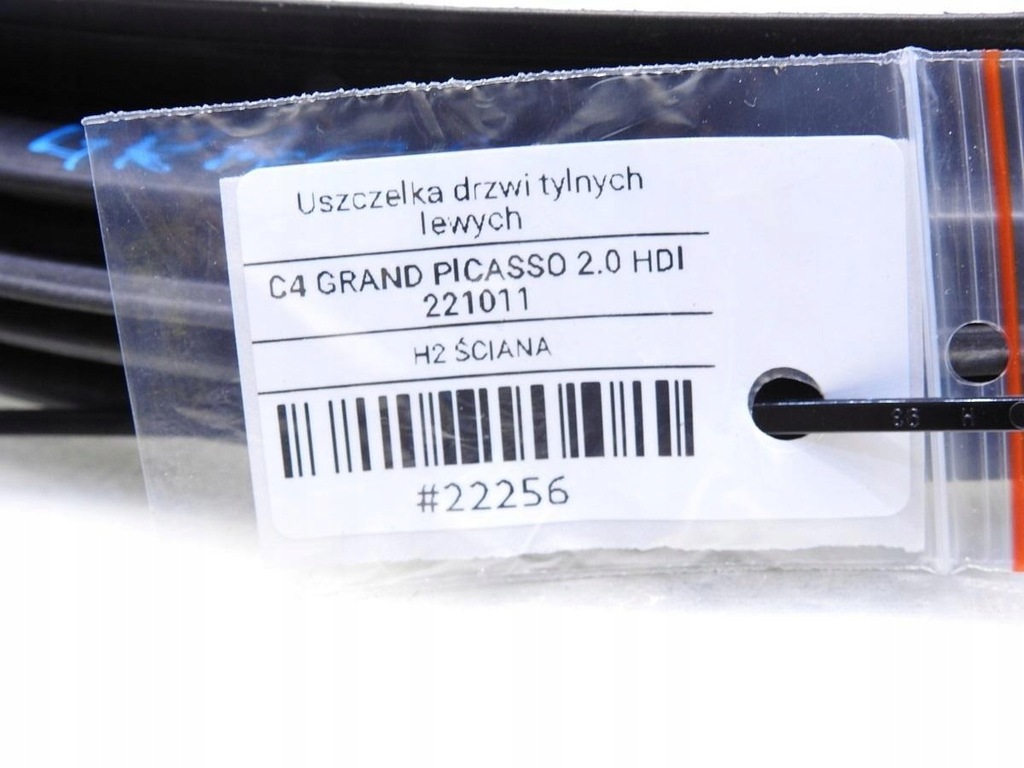 Uszczelka drzwi tylnych
lewych
C4 GRAND PICASSO 2.0 HDI
221011
H2 ŚCIANA
#22256